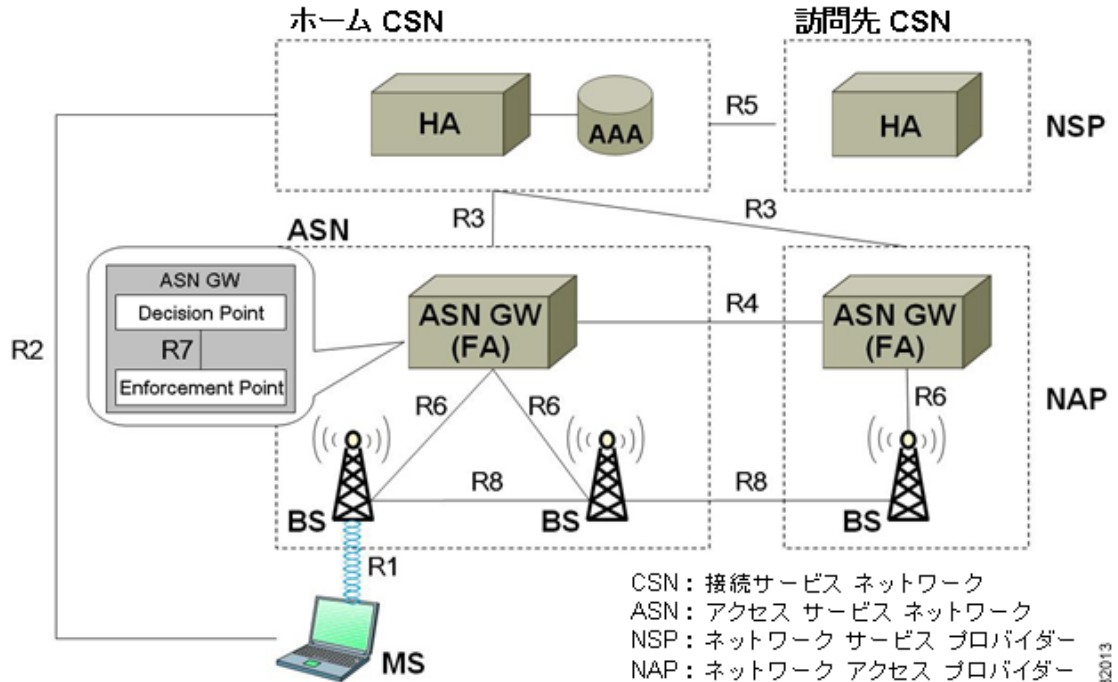 ホーム CSN
訪問先 CSN
HA
AAA
R5
HA
NSP
R3
R3
ASN
ASN GW
Decision Point
R7
Enforcement Point
ASN GW
(FA)
R4
ASN GW
(FA)
R2
R6
R6
R6
NAP
R8
R8
BS
BS
BS
R1
MS
CSN : 接続サービス ネットワーク
ASN : アクセス サービス ネットワーク
NSP : ネットワーク サービス プロバイダー
NAP : ネットワーク アクセス プロバイダー